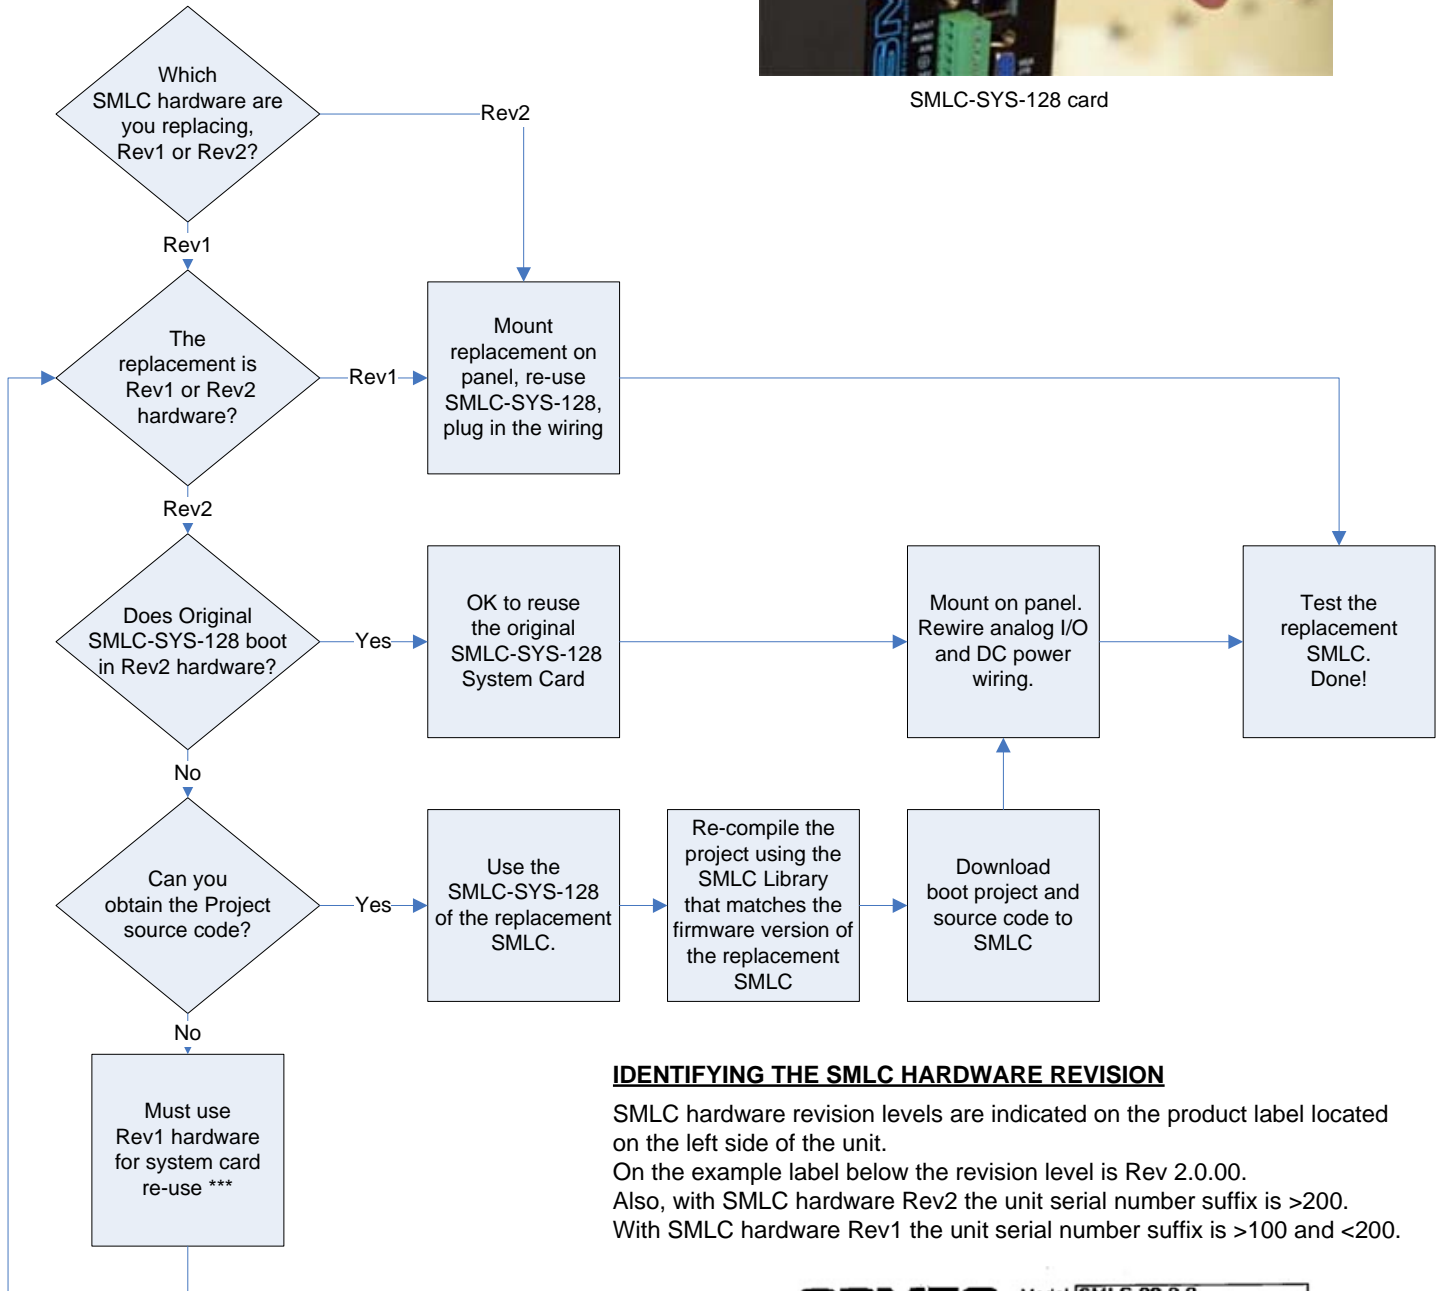 SMLC-SYS-128 card
Which
SMLC hardware are
you replacing,
Rev1 or Rev2?
Rev2
Rev1
The
replacement is
Rev1 or Rev2
hardware?
Rev1
Mount
replacement on
panel, re-use
SMLC-SYS-128,
plug in the wiring
Rev2
Does Original
SMLC-SYS-128 boot
in Rev2 hardware?
Yes
OK to reuse
the original
SMLC-SYS-128
System Card
Mount on panel.
Rewire analog I/O
and DC power
wiring.
Test the
replacement
SMLC.
Done!
No
Can you
obtain the Project
source code?
Yes
Use the
SMLC-SYS-128
of the replacement
SMLC.
Re-compile the
project using the
SMLC Library
that matches the
firmware version of
the replacement
SMLC
Download
boot project and
source code to
SMLC
No
Must use
Rev1 hardware
for system card
re-use ***
IDENTIFYING THE SMLC HARDWARE REVISION
SMLC hardware revision levels are indicated on the product label located
on the left side of the unit.
On the example label below the revision level is Rev 2.0.00.
Also, with SMLC hardware Rev2 the unit serial number suffix is >200.
With SMLC hardware Rev1 the unit serial number suffix is >100 and <200.